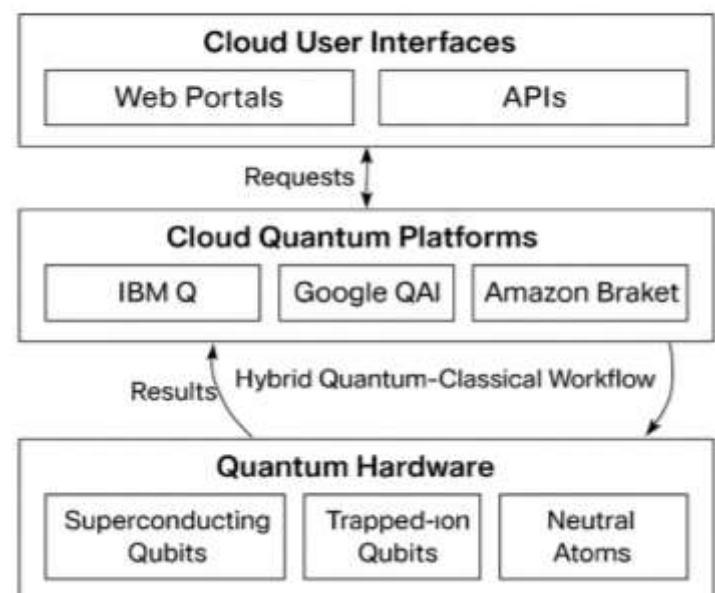 Cloud User Interfaces
Web Portals
APIs
Requests
Cloud Quantum Platforms
IBM Q
Google QAI
Amazon Braket
Hybrid Quantum-Classical Workflow
Results
Quantum Hardware
Superconducting
Qubits
Trapped-ıon
Qubits
Neutral
Atoms